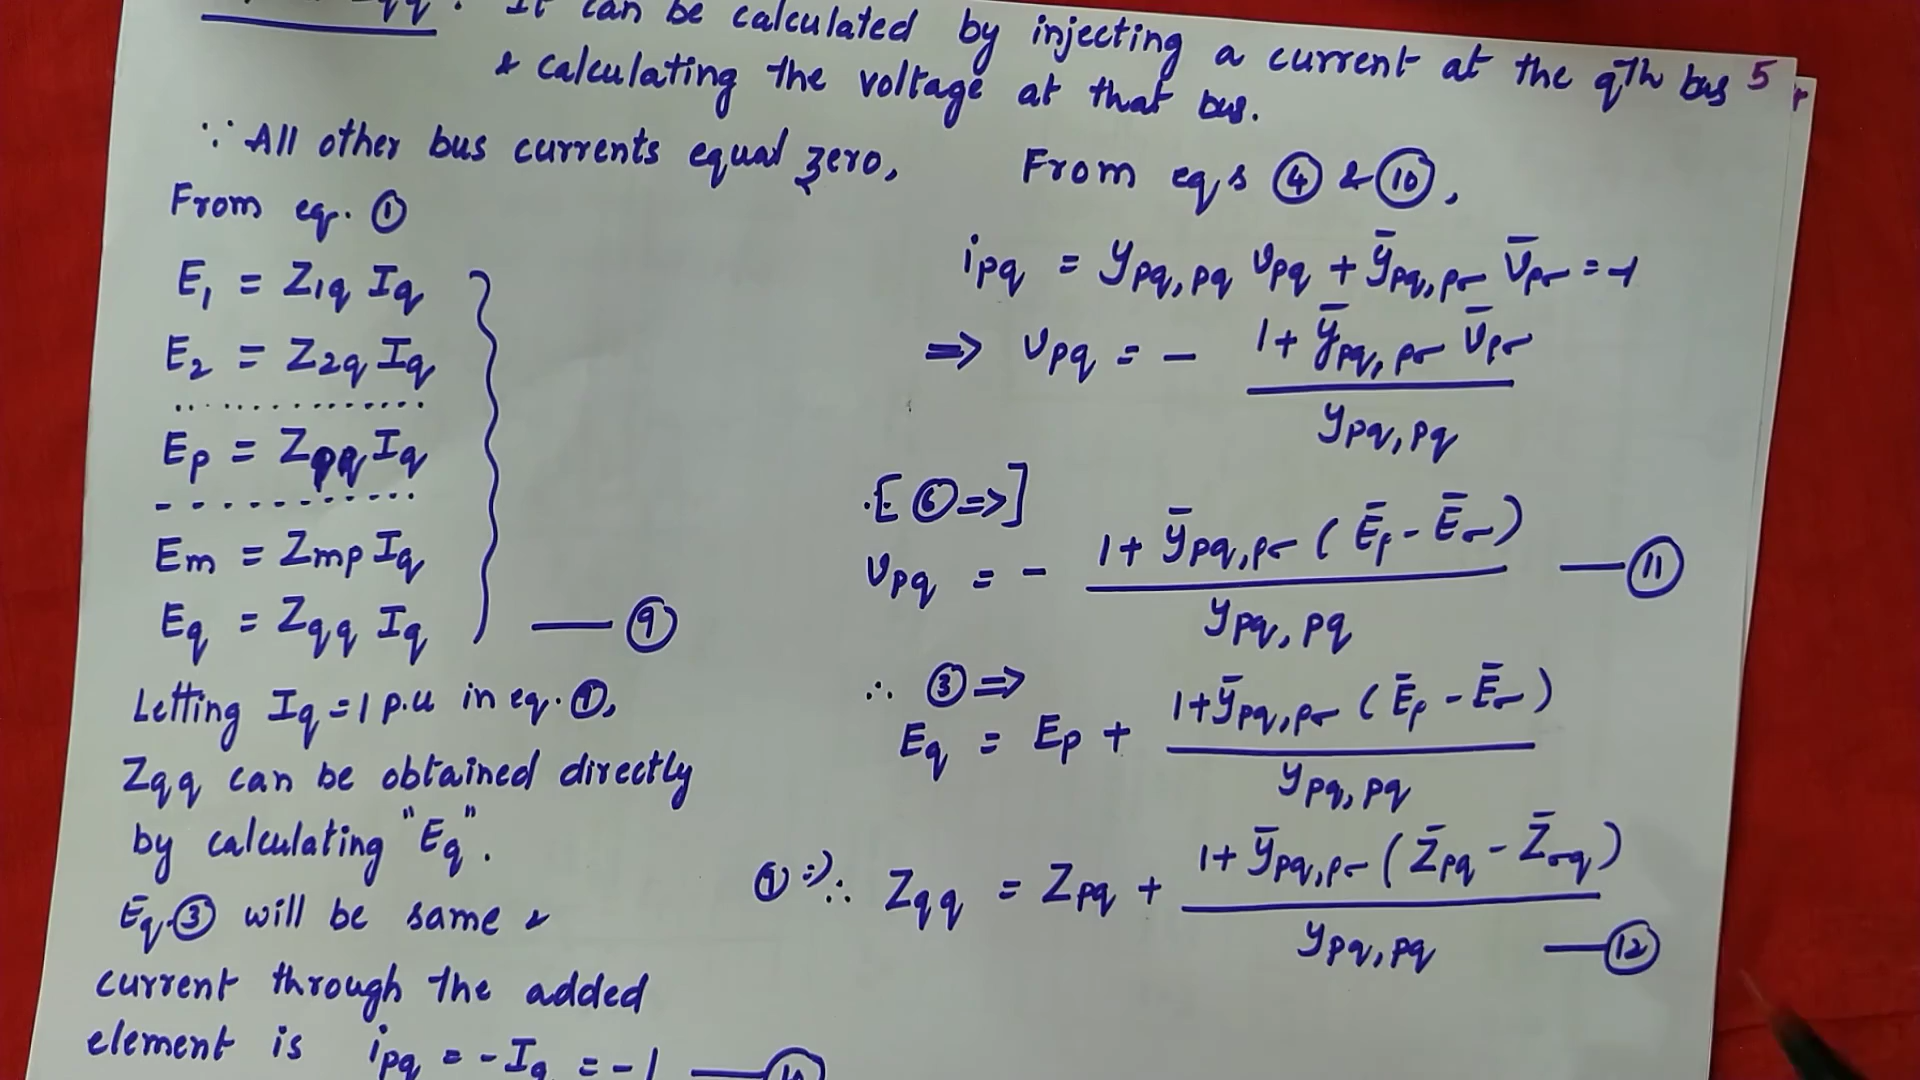 qq : It can be calculated by injecting a current at the qth bus 5
& calculating the voltage at that bus.
∵ All other bus currents equal zero,
From eq. ①
E₁ = Z₁q Iq
E₂ = Z₂q Iq
..............
Ep = Zpq Iq
- - - - - - - - - -
Em = Zmp Iq
Eq = Zqq Iq —⑨
Letting Iq = 1 p.u in eq. ⑨,
Zqq can be obtained directly
by calculating "Eq".
Eq.③ will be same &
current through the added
element is ipq = -Iq = -1 —⑩
From eqs ④ & ⑩,
ipq = ypq,pq vpq + ȳpq,ρσ v̄ρσ = -1
⇒ vpq = - (1 + ȳpq,ρσ v̄ρσ) / ypq,pq
[⑥ ⇒]
vpq = - (1 + ȳpq,ρσ (Ēρ - Ēσ)) / ypq,pq —⑪
∴ ③ ⇒
Eq = Ep + (1 + ȳpq,ρσ (Ēρ - Ēσ)) / ypq,pq
⑨ ⇒ ∴ Zqq = Zpq + (1 + ȳpq,ρσ (Z̄ρq - Z̄σq)) / ypq,pq —⑫